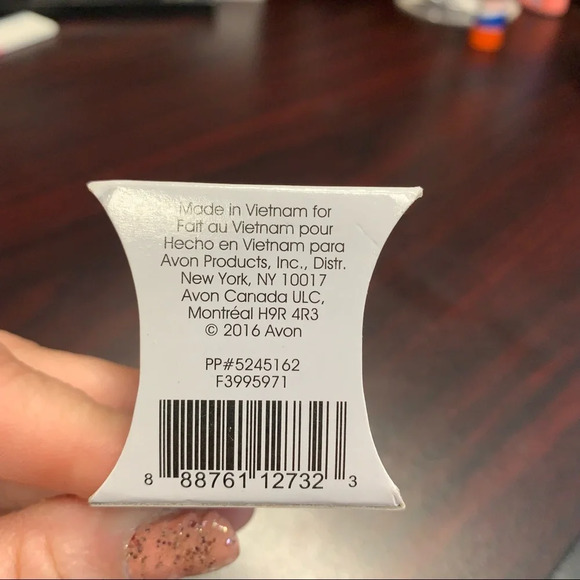 Made in Vietnam for
Fait au Vietnam pour
Hecho en Vietnam para
Avon Products, Inc., Distr.
New York, NY 10017
Avon Canada ULC,
Montréal H9R 4R3
© 2016 Avon
PP#5245162
F3995971
8 88761 12732 3